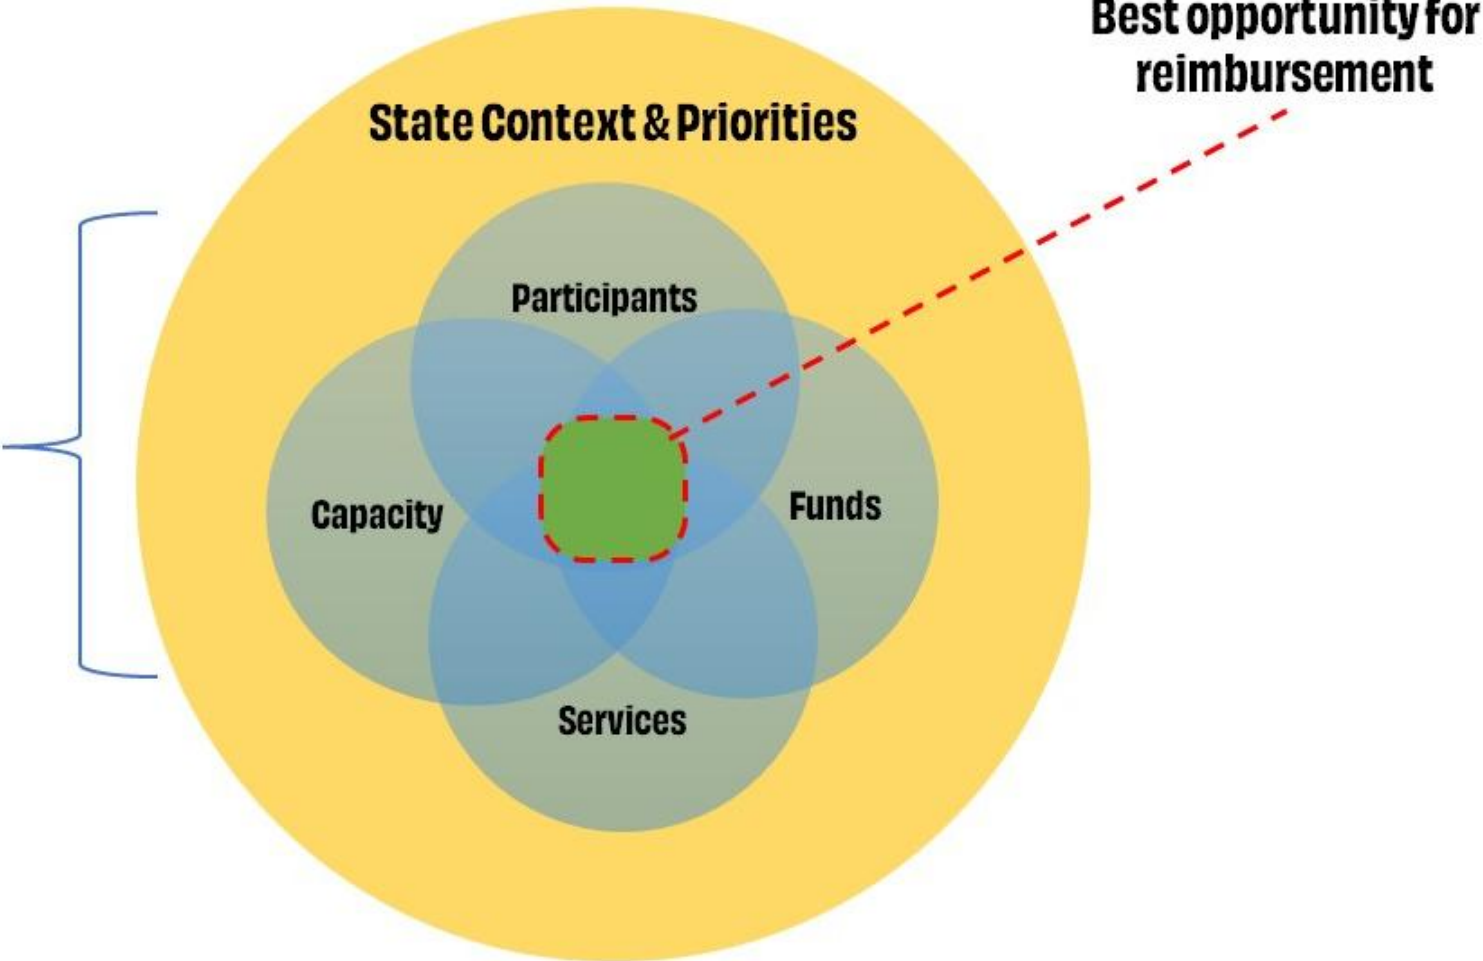 Best opportunity for
reimbursement
State Context & Priorities
Participants
Capacity
Funds
Services